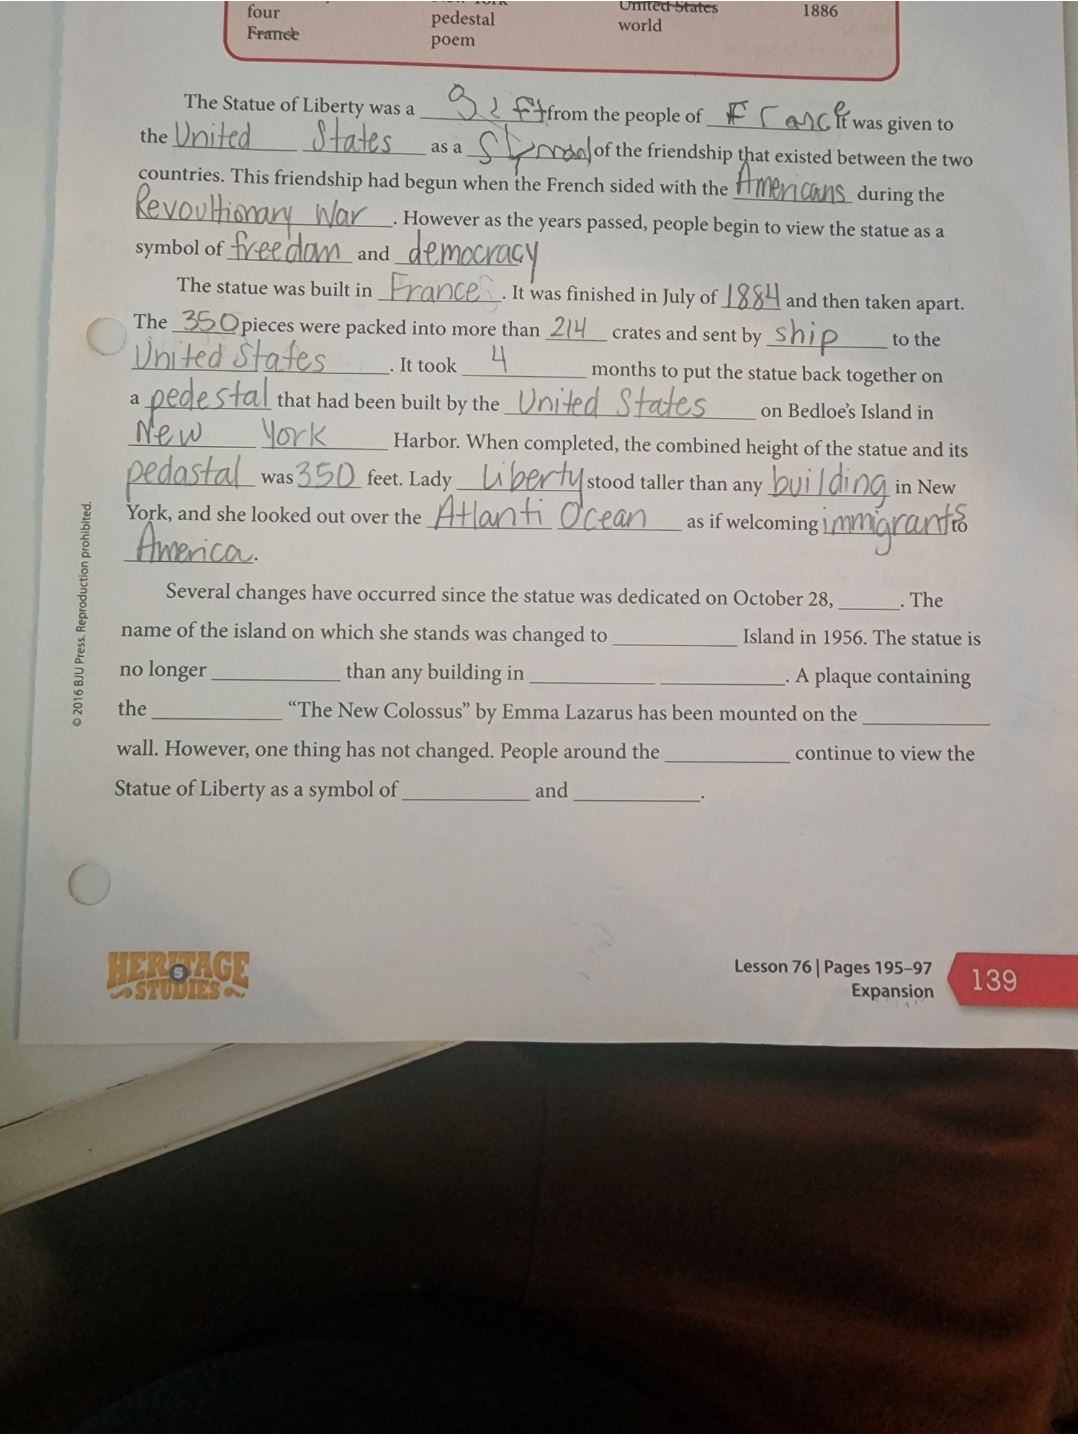 four pedestal United States 1886
France poem world
The Statue of Liberty was a gift from the people of France It was given to
the United States as a Symbol of the friendship that existed between the two
countries. This friendship had begun when the French sided with the Americans during the
Revoultionary War. However as the years passed, people begin to view the statue as a
symbol of freedom and democracy
The statue was built in France. It was finished in July of 1884 and then taken apart.
The 350 pieces were packed into more than 214 crates and sent by ship to the
United States. It took 4 months to put the statue back together on
a pedestal that had been built by the United States on Bedloe's Island in
New York Harbor. When completed, the combined height of the statue and its
pedastal was 350 feet. Lady Liberty stood taller than any building in New
York, and she looked out over the Atlanti Ocean as if welcoming immigrants to
America.
Several changes have occurred since the statue was dedicated on October 28, ______. The
name of the island on which she stands was changed to ____________ Island in 1956. The statue is
no longer ____________ than any building in ____________ ____________. A plaque containing
the ____________ "The New Colossus" by Emma Lazarus has been mounted on the ____________
wall. However, one thing has not changed. People around the ____________ continue to view the
Statue of Liberty as a symbol of ____________ and ____________.
© 2016 BJU Press. Reproduction prohibited.
HERITAGE 5
STUDIES
Lesson 76 | Pages 195–97
Expansion
139